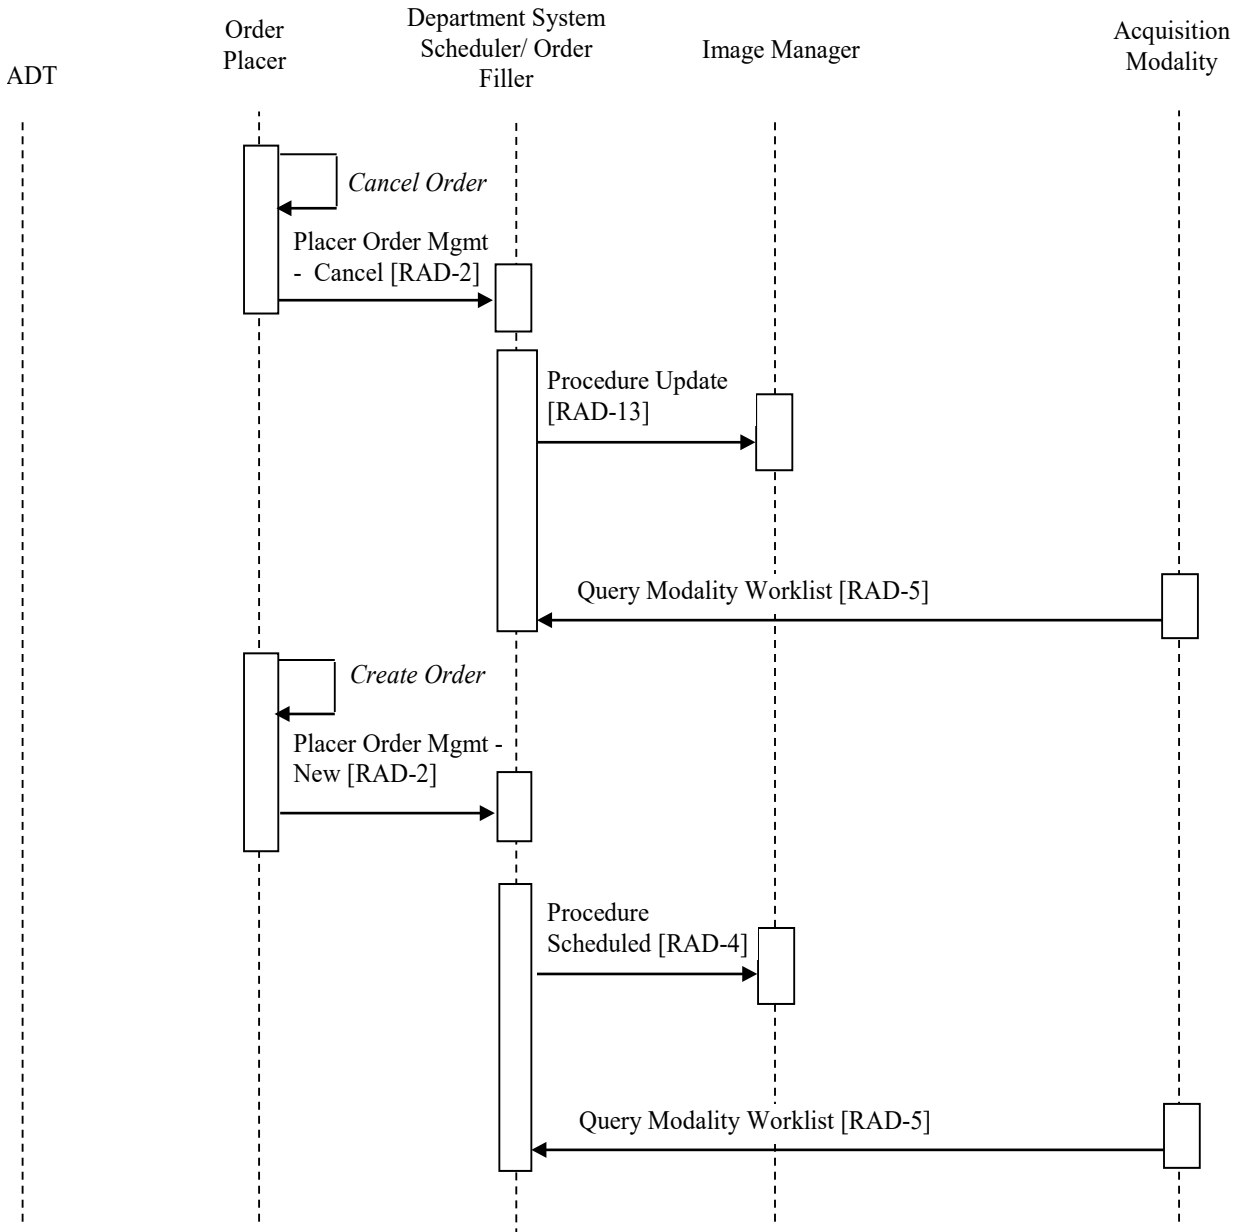 ADT
Order
Placer
Department System
Scheduler/ Order
Filler
Image Manager
Acquisition
Modality
Cancel Order
Placer Order Mgmt
- Cancel [RAD-2]
Procedure Update
[RAD-13]
Query Modality Worklist [RAD-5]
Create Order
Placer Order Mgmt -
New [RAD-2]
Procedure
Scheduled [RAD-4]
Query Modality Worklist [RAD-5]